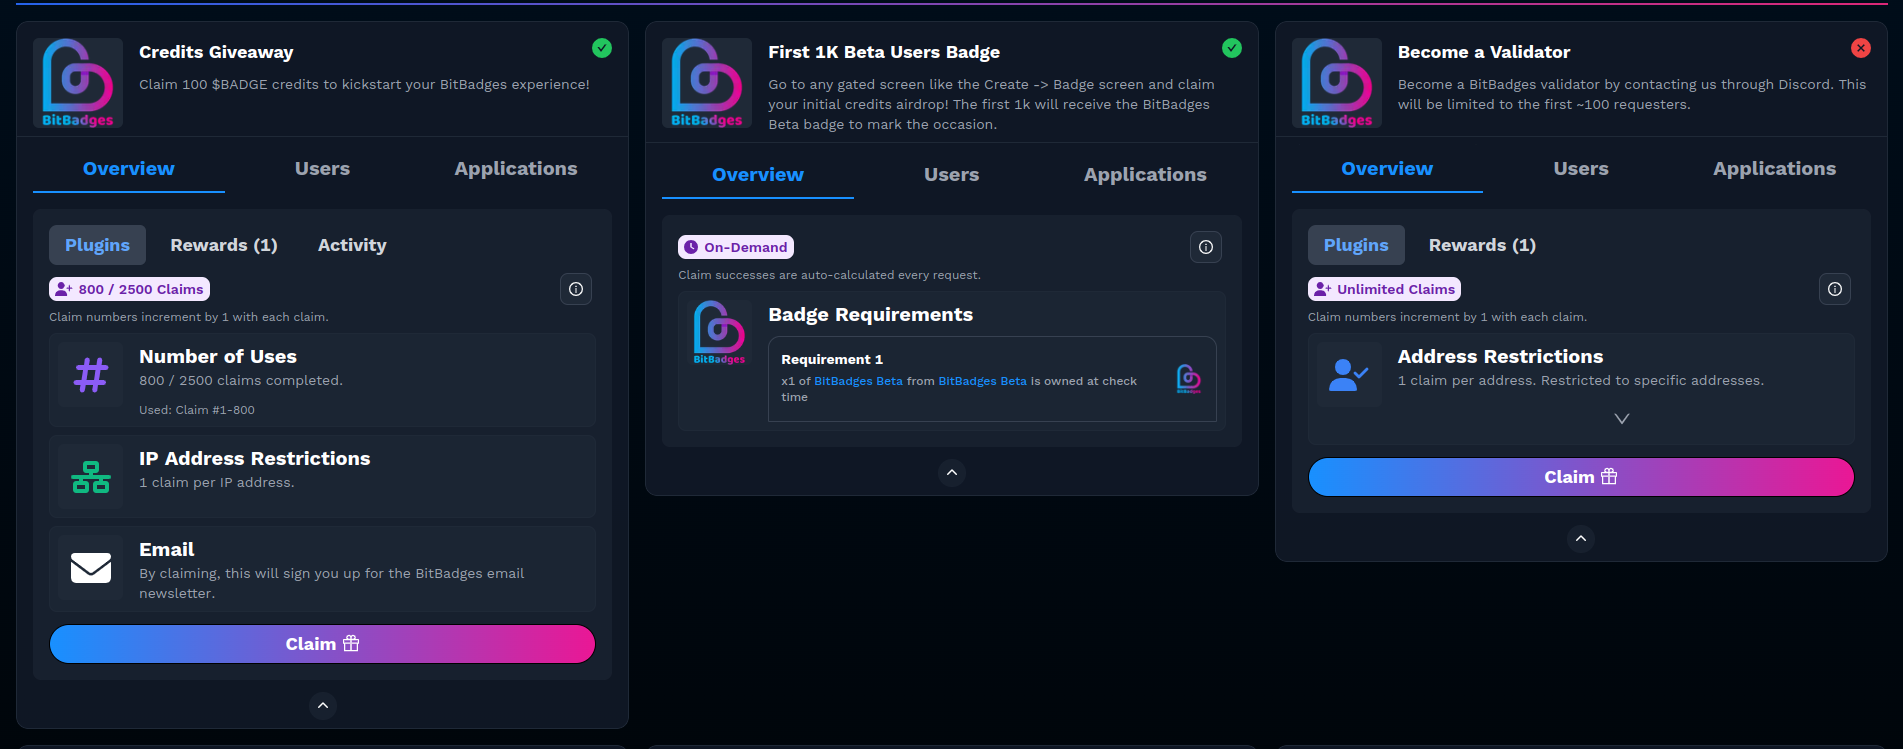 BitBadges
Credits Giveaway
Claim 100 $BADGE credits to kickstart your BitBadges experience!
Overview
Users
Applications
Plugins
Rewards (1)
Activity
800 / 2500 Claims
Claim numbers increment by 1 with each claim.
Number of Uses
800 / 2500 claims completed.
Used: Claim #1-800
IP Address Restrictions
1 claim per IP address.
Email
By claiming, this will sign you up for the BitBadges email
newsletter.
Claim
BitBadges
First 1K Beta Users Badge
Go to any gated screen like the Create -> Badge screen and claim
your initial credits airdrop! The first 1k will receive the BitBadges
Beta badge to mark the occasion.
Overview
Users
Applications
On-Demand
Claim successes are auto-calculated every request.
BitBadges
Badge Requirements
Requirement 1
x1 of BitBadges Beta from BitBadges Beta is owned at check
time
BitBadges
BitBadges
Become a Validator
Become a BitBadges validator by contacting us through Discord. This
will be limited to the first ~100 requesters.
Overview
Users
Applications
Plugins
Rewards (1)
Unlimited Claims
Claim numbers increment by 1 with each claim.
Address Restrictions
1 claim per address. Restricted to specific addresses.
Claim